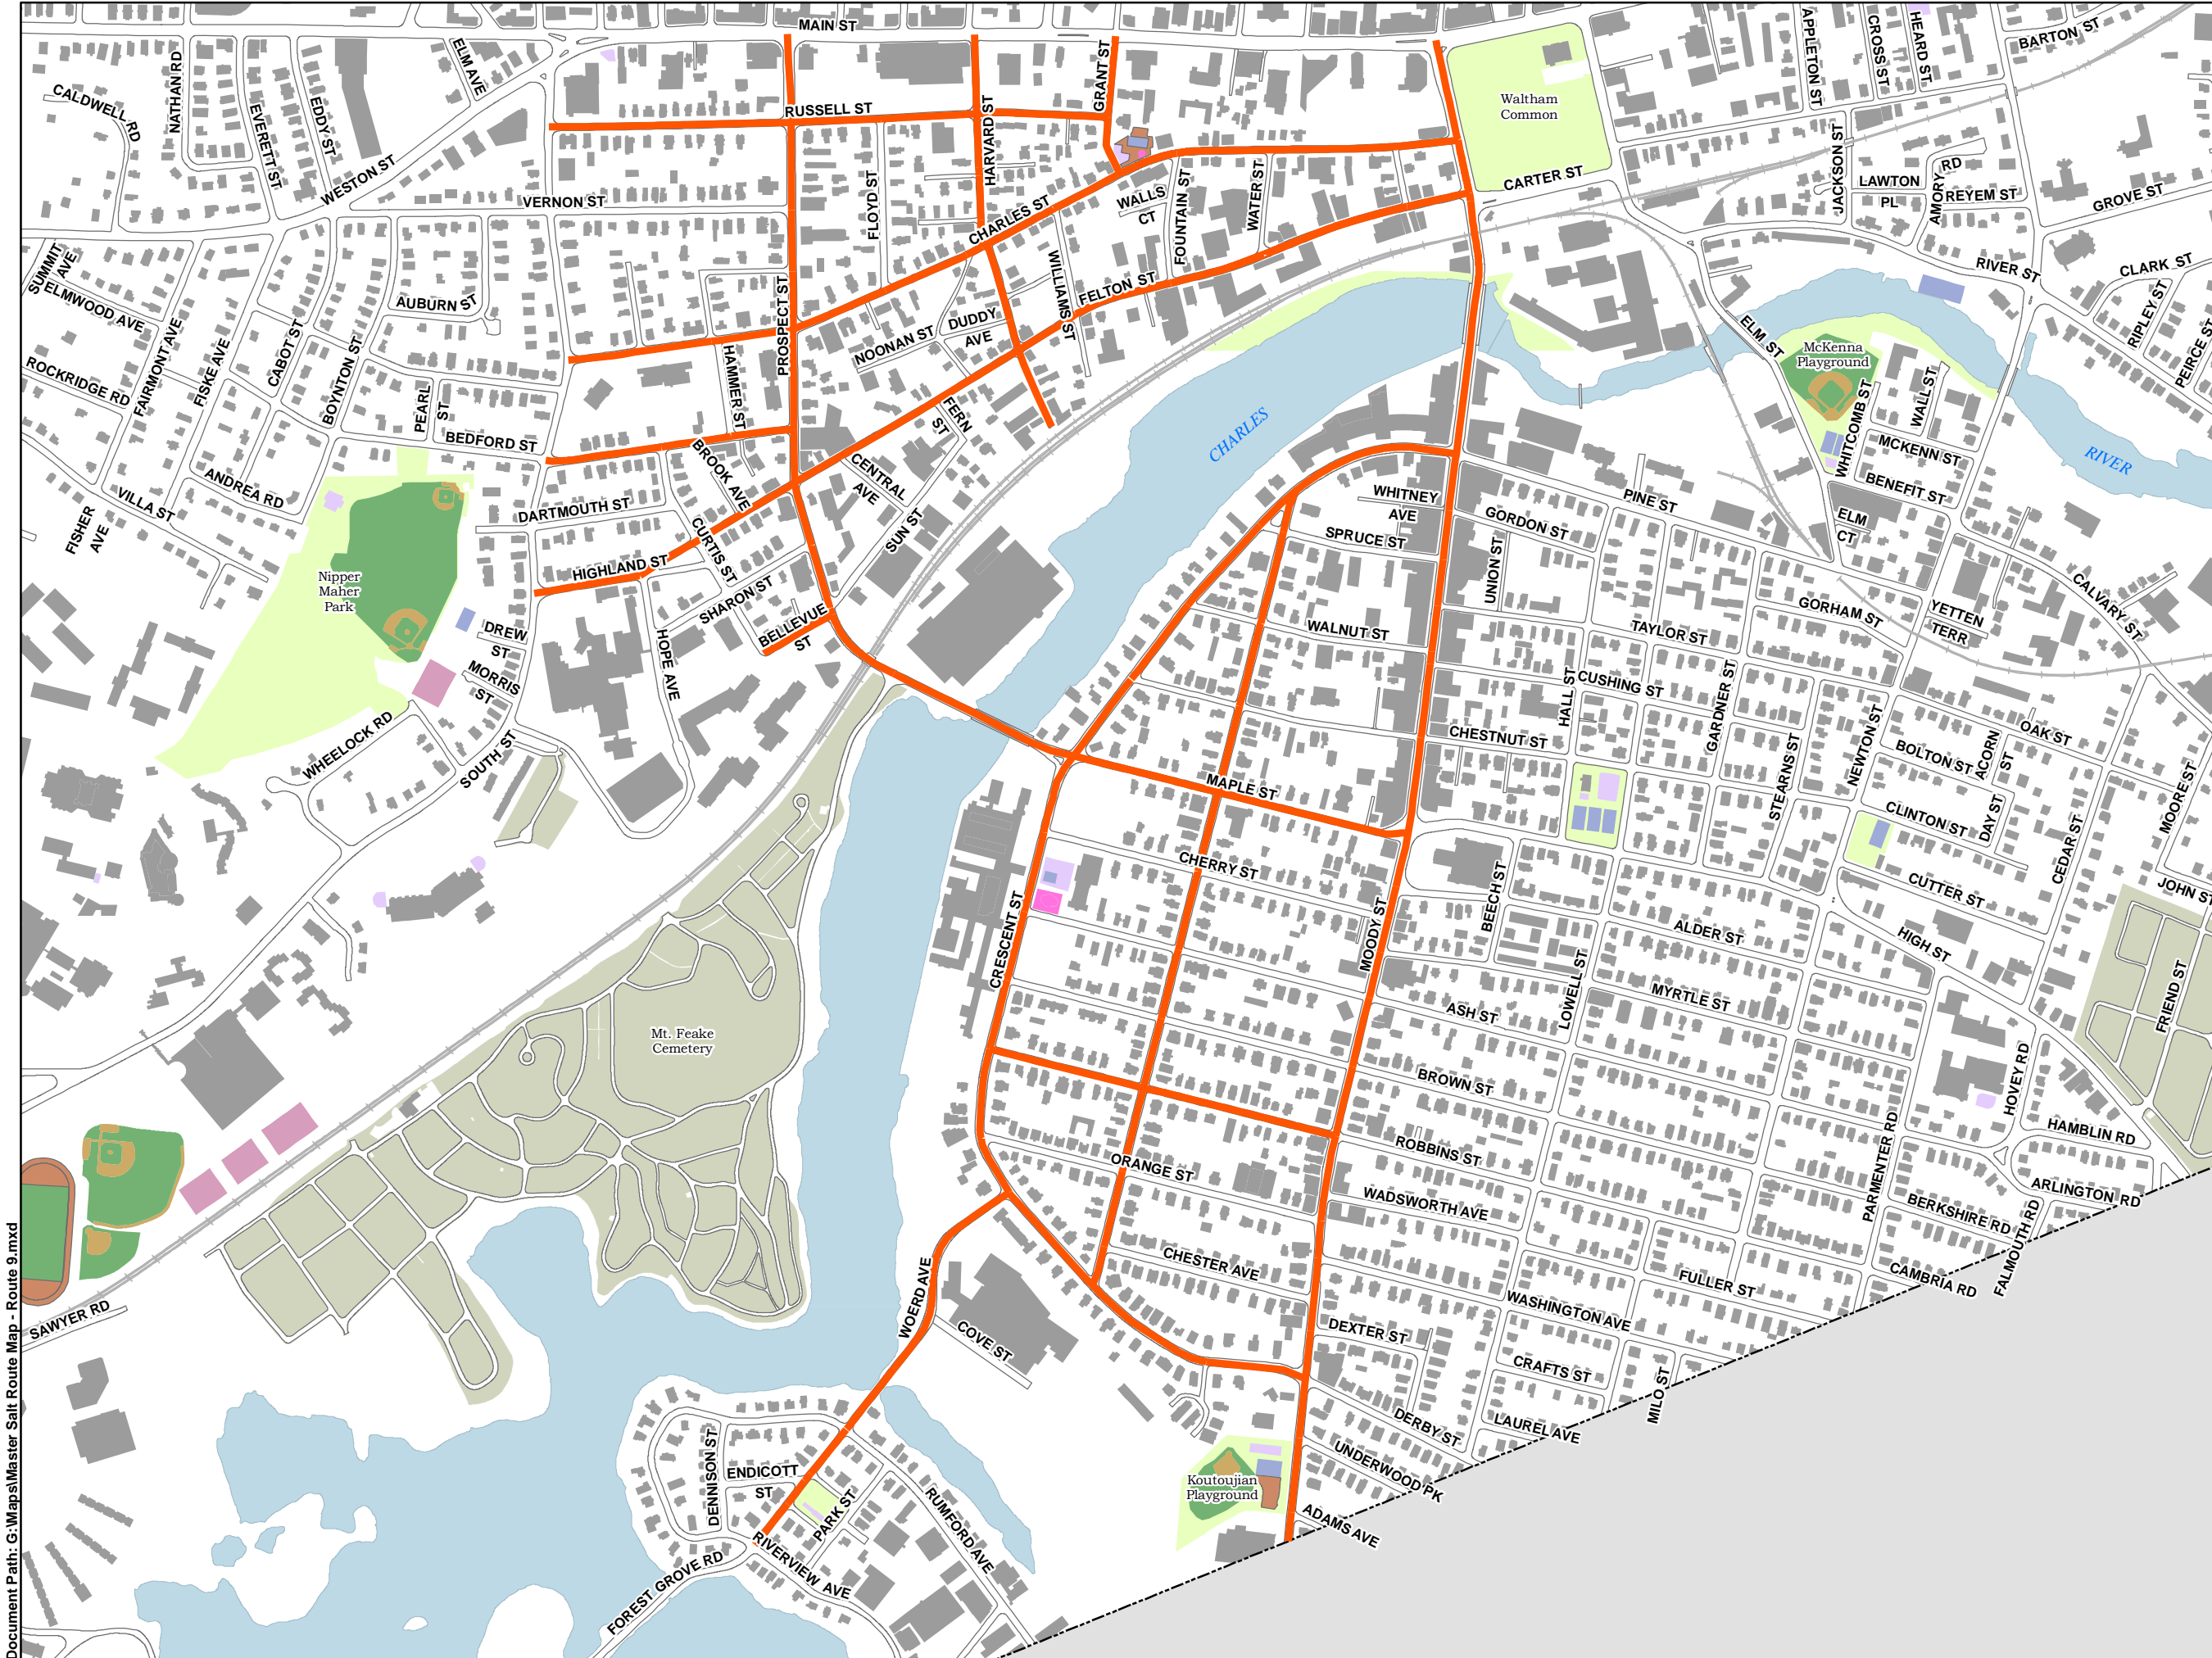 MAIN ST
NATHAN RD
CALDWELL RD
EVERETT ST
EDDY ST
ELM AVE
WESTON ST
RUSSELL ST
HARVARD ST
GRANT ST
Waltham
Common
APPLETON ST
CROSS ST
HEARD ST
BARTON ST
VERNON ST
FLOYD ST
CHARLES ST
WALLS
CT
FOUNTAIN ST
WATER ST
CARTER ST
JACKSON ST
LAWTON
PL
AMORY
RD
REYEM ST
GROVE ST
SUMMIT
AVE
ELMWOOD AVE
AUBURN ST
PROSPECT ST
WILLIAMS ST
FELTON ST
DUDDY
AVE
NOONAN ST
RIVER ST
CLARK ST
RIPLEY ST
PEIRCE ST
ELM ST
McKenna
Playground
ROCKRIDGE RD
FAIRMONT AVE
FISKE AVE
CABOT ST
BOYNTON ST
PEARL
ST
HAMMER ST
BEDFORD ST
FERN
ST
BROOK AVE
CENTRAL
AVE
CHARLES
WHITCOMB ST
WALL ST
MCKENN ST
BENEFIT ST
RIVER
ANDREA RD
VILLA ST
FISHER
AVE
DARTMOUTH ST
CURTIS ST
SUN ST
WHITNEY
AVE
SPRUCE ST
GORDON ST
PINE ST
ELM
CT
HIGHLAND ST
SHARON ST
BELLEVUE
ST
UNION ST
Nipper
Maher
Park
DREW
ST
MORRIS
ST
HOPE AVE
WALNUT ST
TAYLOR ST
GORHAM ST
YETTEN
TERR
CALVARY ST
WHEELOCK RD
SOUTH ST
HALL ST
CUSHING ST
GARDNER ST
CHESTNUT ST
STEARNS ST
NEWTON ST
BOLTON ST
ACORN
ST
OAK ST
MAPLE ST
CLINTON ST
DAY ST
CEDAR ST
MOORE ST
CHERRY ST
CRESCENT ST
MOODY ST
BEECH ST
CUTTER ST
JOHN ST
ALDER ST
HIGH ST
Mt. Feake
Cemetery
ASH ST
LOWELL ST
MYRTLE ST
FRIEND ST
BROWN ST
HOVEY RD
HAMBLIN RD
ORANGE ST
ROBBINS ST
WADSWORTH AVE
PARMENTER RD
BERKSHIRE RD
ARLINGTON RD
FALMOUTH RD
CHESTER AVE
FULLER ST
CAMBRIA RD
SAWYER RD
WOERD AVE
COVE ST
DEXTER ST
WASHINGTON AVE
CRAFTS ST
MILO ST
DERBY ST
LAUREL AVE
UNDERWOOD PK
Koutoujian
Playground
ADAMS AVE
DENNISON ST
ENDICOTT
ST
PARK ST
RUMFORD AVE
RIVERVIEW AVE
FOREST GROVE RD
Document Path: G:\Maps\Master Salt Route Map - Route 9.mxd